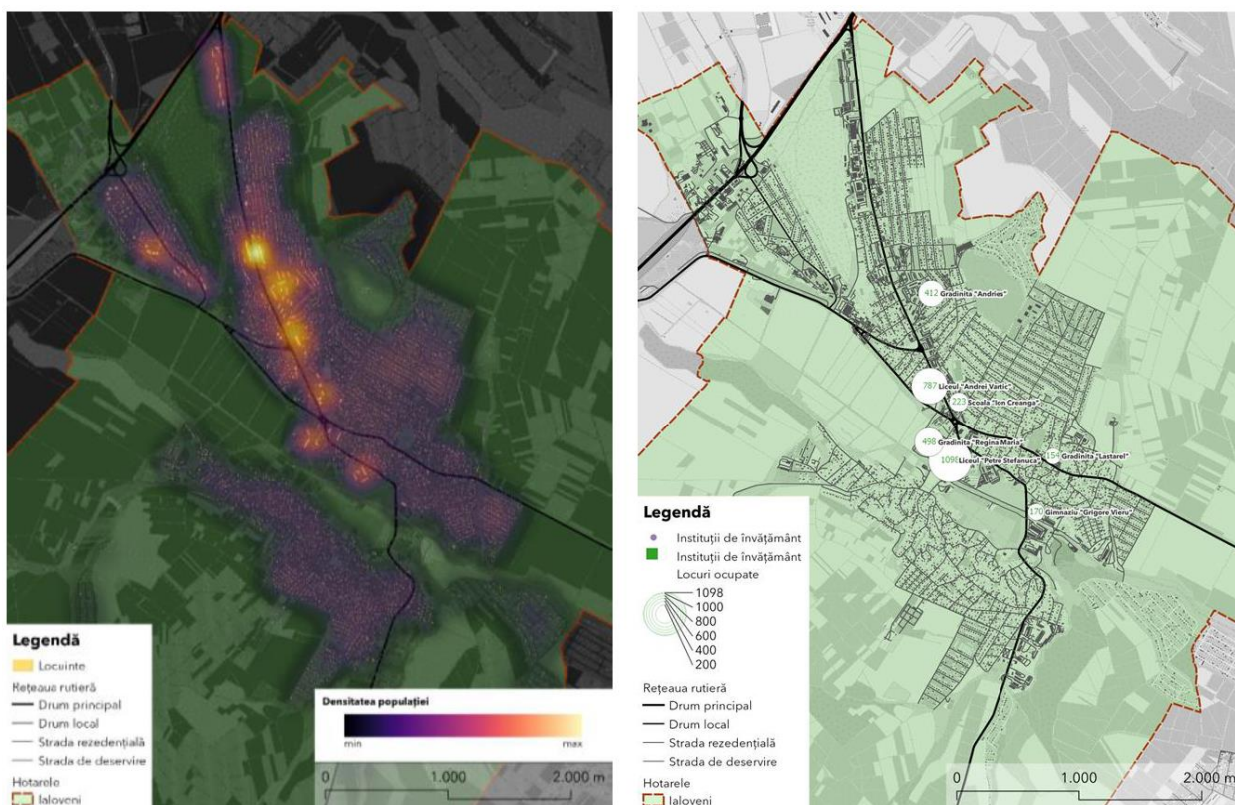 Legendă
Locuințe
Rețeaua rutieră
Drum principal
Drum local
Strada rezedențială
Strada de deservire
Hotarele
Ialoveni
Densitatea populației
min max
0 1.000 2.000 m
412 Gradinita "Andries"
787 Liceul "Andrei Vartic"
223 Scoala "Ion Creanga"
498 Gradinita "Regina Maria"
1098 Liceul "Petre Stefanuca"
154 Gradinita "Lastarel"
170 Gimnaziu "Grigore Vieru"
Legendă
Instituții de învățământ
Instituții de învățământ
Locuri ocupate
1098
1000
800
600
400
200
Rețeaua rutieră
Drum principal
Drum local
Strada rezedențială
Strada de deservire
Hotarele
Ialoveni
0 1.000 2.000 m